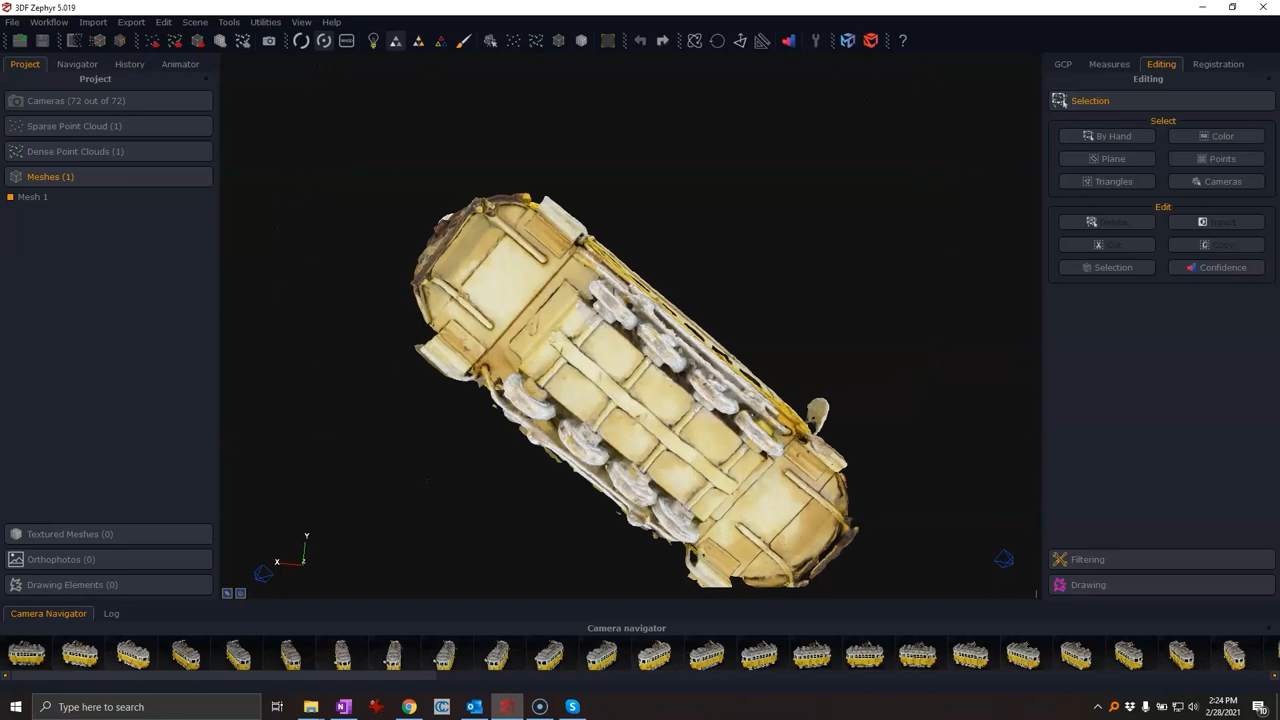 3DF Zephyr 5.019
File Workflow Import Export Edit Scene Tools Utilities View Help
Project Navigator History Animator
Project
Cameras (72 out of 72)
Sparse Point Cloud (1)
Dense Point Clouds (1)
Meshes (1)
Mesh 1
Textured Meshes (0)
Orthophotos (0)
Drawing Elements (0)
Y
X
Z
GCP Measures Editing Registration
Editing
Selection
Select
By Hand Color
Plane Points
Triangles Cameras
Edit
Delete Invert
Cut Copy
Selection Confidence
Filtering
Drawing
Camera Navigator Log
Camera navigator
Type here to search
2:24 PM
2/28/2021